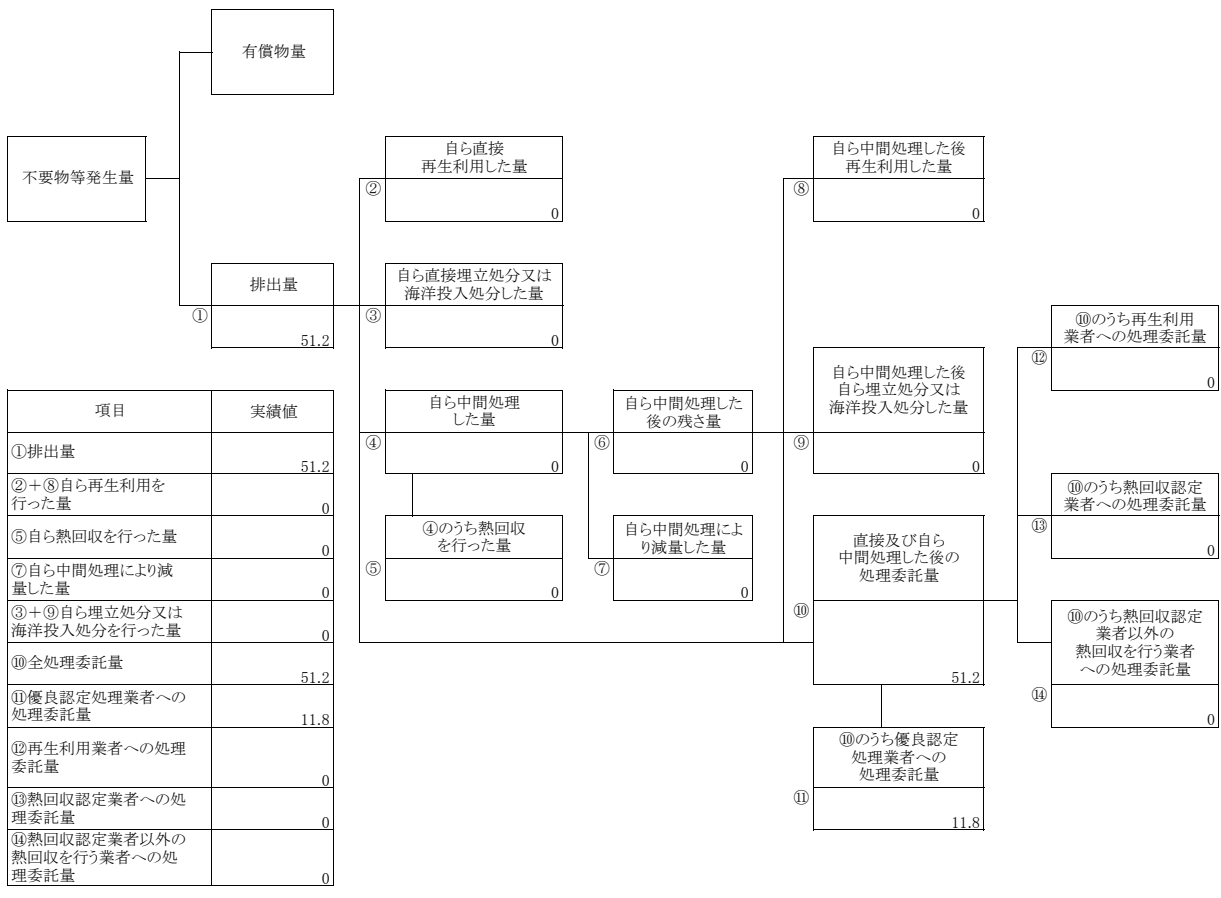 有償物量
不要物等発生量
自ら直接
再生利用した量
②
0
自ら中間処理した後
再生利用した量
⑧
0
排出量
①
51.2
自ら直接埋立処分又は
海洋投入処分した量
③
0
⑩のうち再生利用
業者への処理委託量
⑫
0
自ら中間処理
した量
④
0
自ら中間処理した
後の残さ量
⑥
0
自ら中間処理した後
自ら埋立処分又は
海洋投入処分した量
⑨
0
④のうち熱回収
を行った量
⑤
0
自ら中間処理によ
り減量した量
⑦
0
直接及び自ら
中間処理した後の
処理委託量
⑩
51.2
⑩のうち熱回収認定
業者への処理委託量
⑬
0
⑩のうち熱回収認定
業者以外の
熱回収を行う業者
への処理委託量
⑭
0
⑩のうち優良認定
処理業者への
処理委託量
⑪
11.8
項目 実績値
①排出量
51.2
②+⑧自ら再生利用を
行った量
0
⑤自ら熱回収を行った量
0
⑦自ら中間処理により減
量した量
0
③+⑨自ら埋立処分又は
海洋投入処分を行った量
0
⑩全処理委託量
51.2
⑪優良認定処理業者への
処理委託量
11.8
⑫再生利用業者への処理
委託量
0
⑬熱回収認定業者への処
理委託量
0
⑭熱回収認定業者以外の
熱回収を行う業者への処
理委託量
0